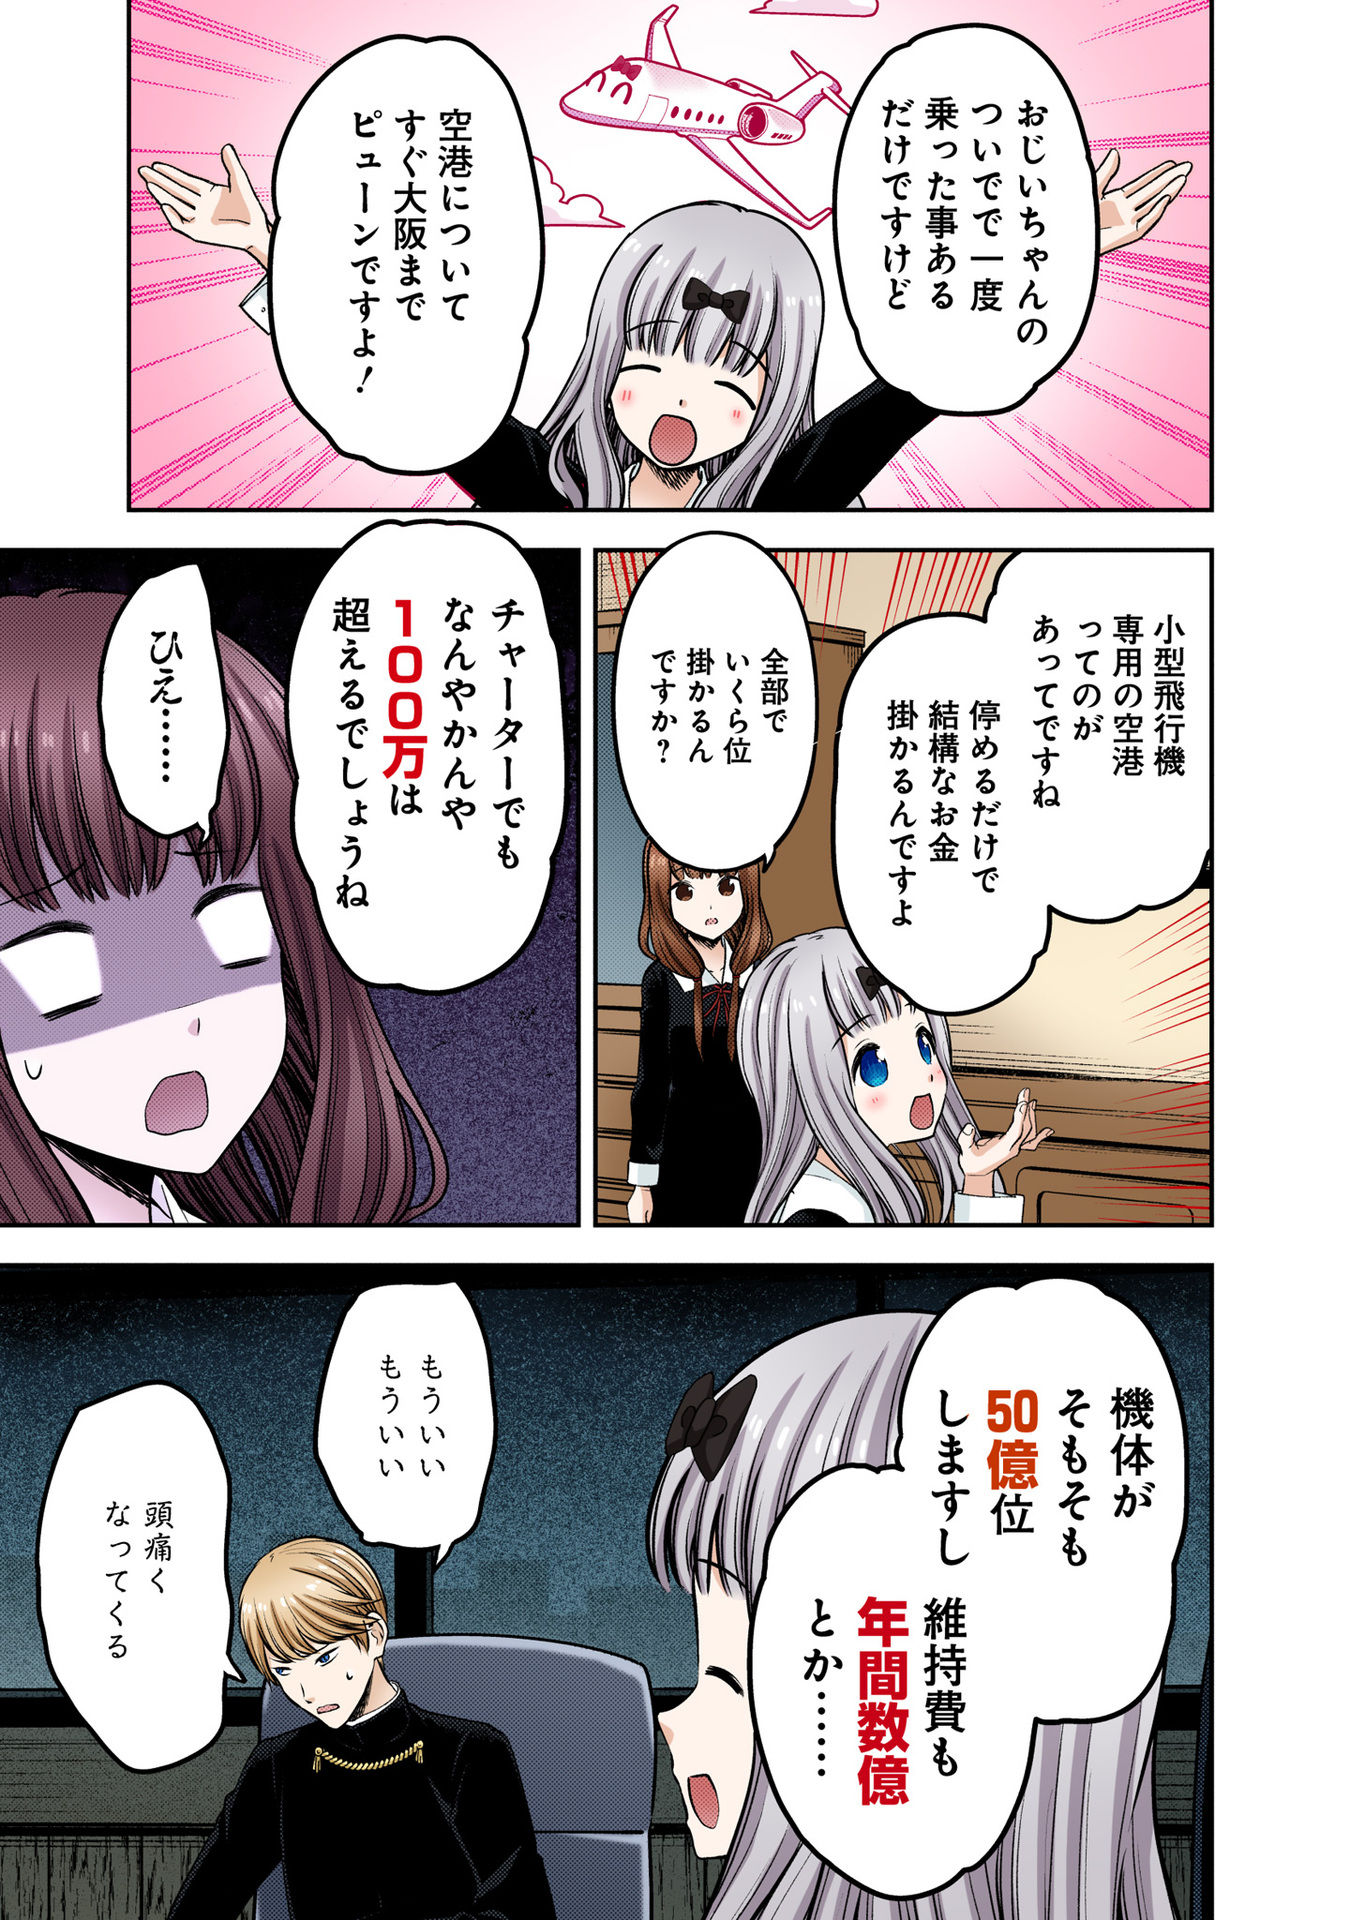 おじいちゃんの
ついでで一度
乗った事ある
だけですけど
空港について
すぐ大阪まで
ピューンですよ！
小型飛行機
専用の空港
ってのが
あってですね
停めるだけで
結構なお金
掛かるんですよ
全部で
いくら位
掛かるん
ですか？
チャーターでも
なんやかんや
100万は
超えるでしょうね
ひえ……
機体が
そもそも
50億位
しますし
維持費も
年間数億
とか……
もういい
もういい
頭痛く
なってくる